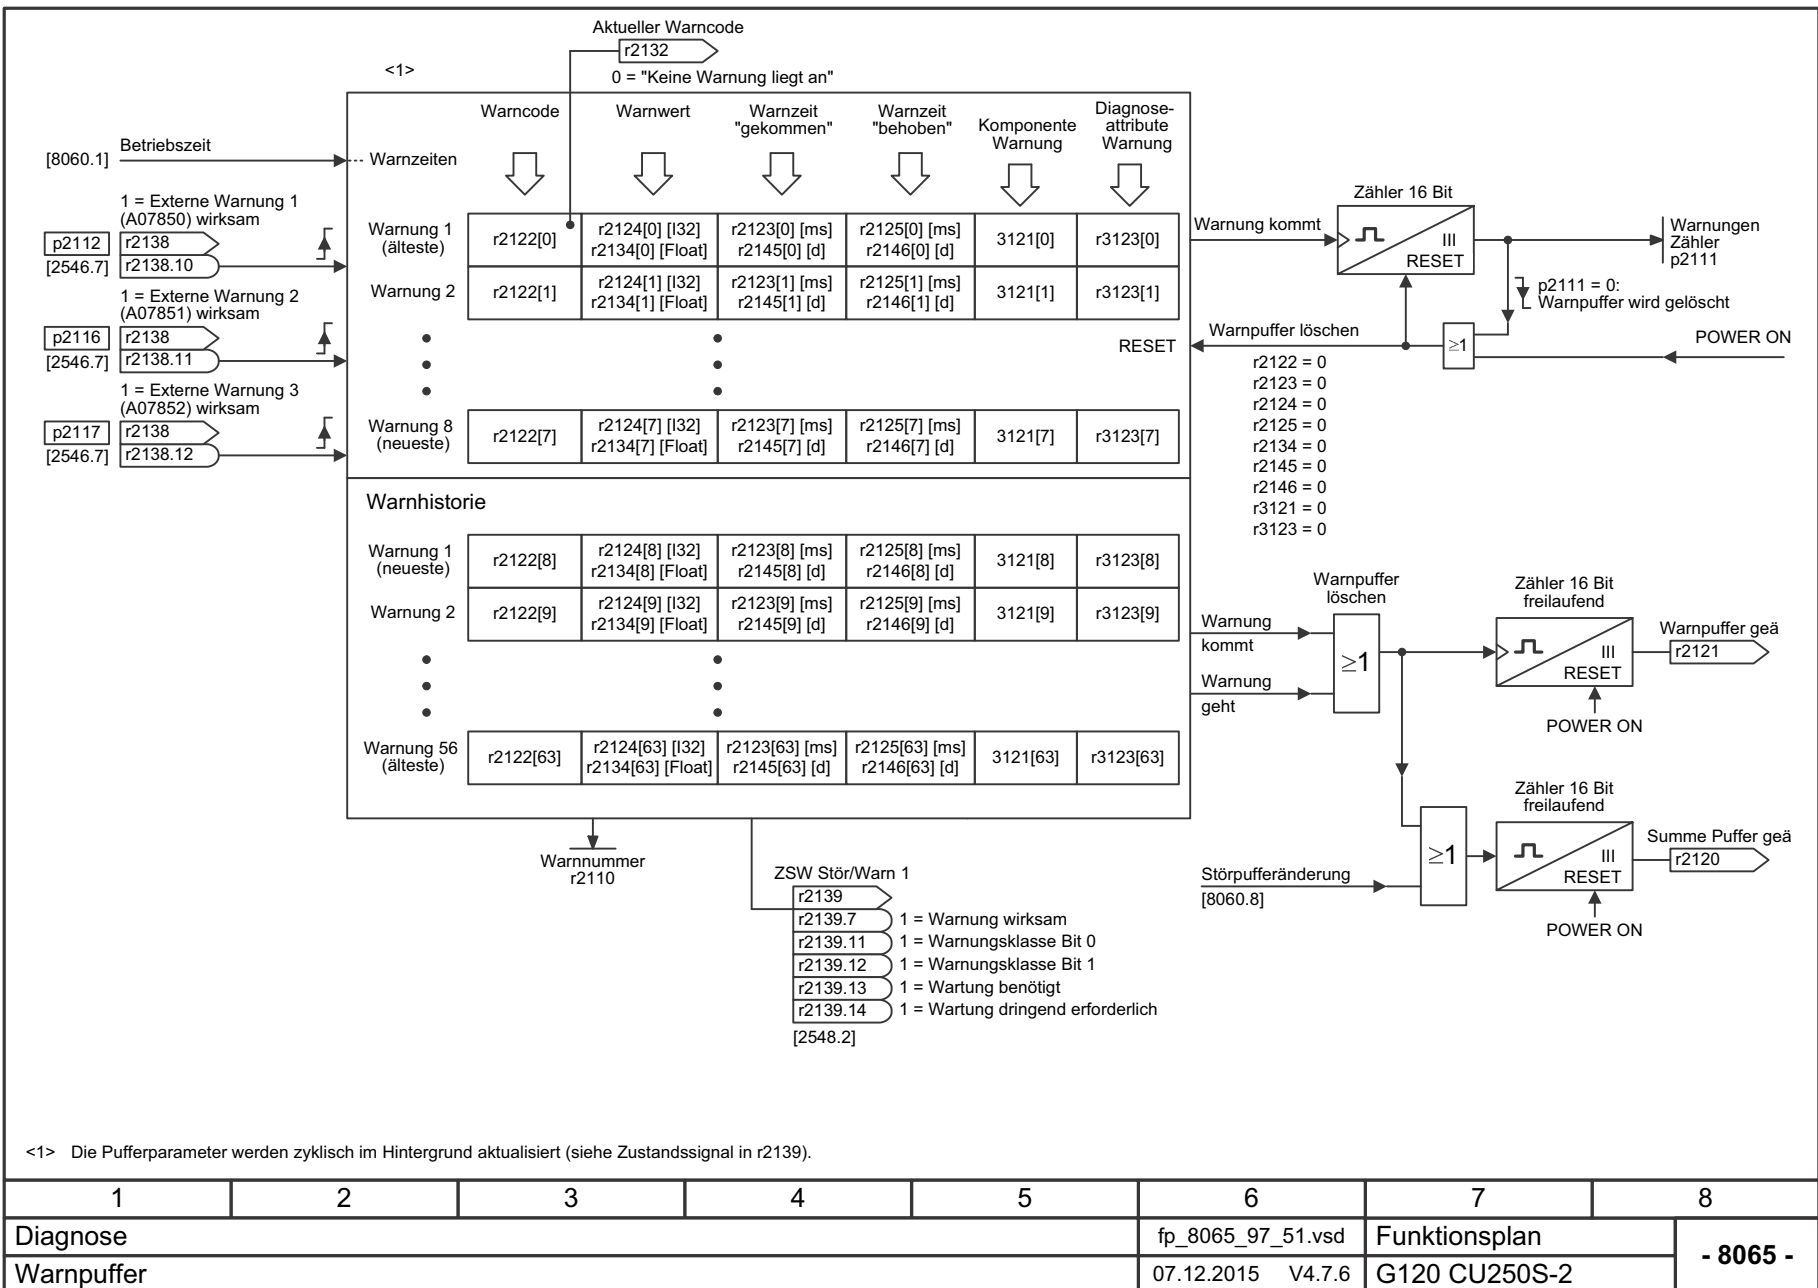 Aktueller Warncode
r2132
0 = "Keine Warnung liegt an"
<1>
Warncode
Warnwert
Warnzeit
"gekommen"
Warnzeit
"behoben"
Komponente
Warnung
Diagnose-
attribute
Warnung
[8060.1]
Betriebszeit
Warnzeiten
1 = Externe Warnung 1
(A07850) wirksam
p2112
r2138
[2546.7]
r2138.10
1 = Externe Warnung 2
(A07851) wirksam
p2116
r2138
[2546.7]
r2138.11
1 = Externe Warnung 3
(A07852) wirksam
p2117
r2138
[2546.7]
r2138.12
Warnung 1
(älteste)
r2122[0]
r2124[0] [I32]
r2134[0] [Float]
r2123[0] [ms]
r2145[0] [d]
r2125[0] [ms]
r2146[0] [d]
3121[0]
r3123[0]
Warnung 2
r2122[1]
r2124[1] [I32]
r2134[1] [Float]
r2123[1] [ms]
r2145[1] [d]
r2125[1] [ms]
r2146[1] [d]
3121[1]
r3123[1]
RESET
Warnung 8
(neueste)
r2122[7]
r2124[7] [I32]
r2134[7] [Float]
r2123[7] [ms]
r2145[7] [d]
r2125[7] [ms]
r2146[7] [d]
3121[7]
r3123[7]
Warnung kommt
Zähler 16 Bit
III
RESET
Warnungen
Zähler
p2111
p2111 = 0:
Warnpuffer wird gelöscht
Warnpuffer löschen
≥1
POWER ON
r2122 = 0
r2123 = 0
r2124 = 0
r2125 = 0
r2134 = 0
r2145 = 0
r2146 = 0
r3121 = 0
r3123 = 0
Warnhistorie
Warnung 1
(neueste)
r2122[8]
r2124[8] [I32]
r2134[8] [Float]
r2123[8] [ms]
r2145[8] [d]
r2125[8] [ms]
r2146[8] [d]
3121[8]
r3123[8]
Warnung 2
r2122[9]
r2124[9] [I32]
r2134[9] [Float]
r2123[9] [ms]
r2145[9] [d]
r2125[9] [ms]
r2146[9] [d]
3121[9]
r3123[9]
Warnung 56
(älteste)
r2122[63]
r2124[63] [I32]
r2134[63] [Float]
r2123[63] [ms]
r2145[63] [d]
r2125[63] [ms]
r2146[63] [d]
3121[63]
r3123[63]
Warnung
kommt
Warnung
geht
Warnpuffer
löschen
≥1
Zähler 16 Bit
freilaufend
III
RESET
POWER ON
Warnpuffer geä
r2121
Störpufferänderung
[8060.8]
≥1
Zähler 16 Bit
freilaufend
III
RESET
POWER ON
Summe Puffer geä
r2120
Warnnummer
r2110
ZSW Stör/Warn 1
r2139
r2139.7
1 = Warnung wirksam
r2139.11
1 = Warnungsklasse Bit 0
r2139.12
1 = Warnungsklasse Bit 1
r2139.13
1 = Wartung benötigt
r2139.14
1 = Wartung dringend erforderlich
[2548.2]
<1> Die Pufferparameter werden zyklisch im Hintergrund aktualisiert (siehe Zustandssignal in r2139).
1 2 3 4 5 6 7 8
Diagnose
fp_8065_97_51.vsd
Funktionsplan
- 8065 -
Warnpuffer
07.12.2015 V4.7.6
G120 CU250S-2